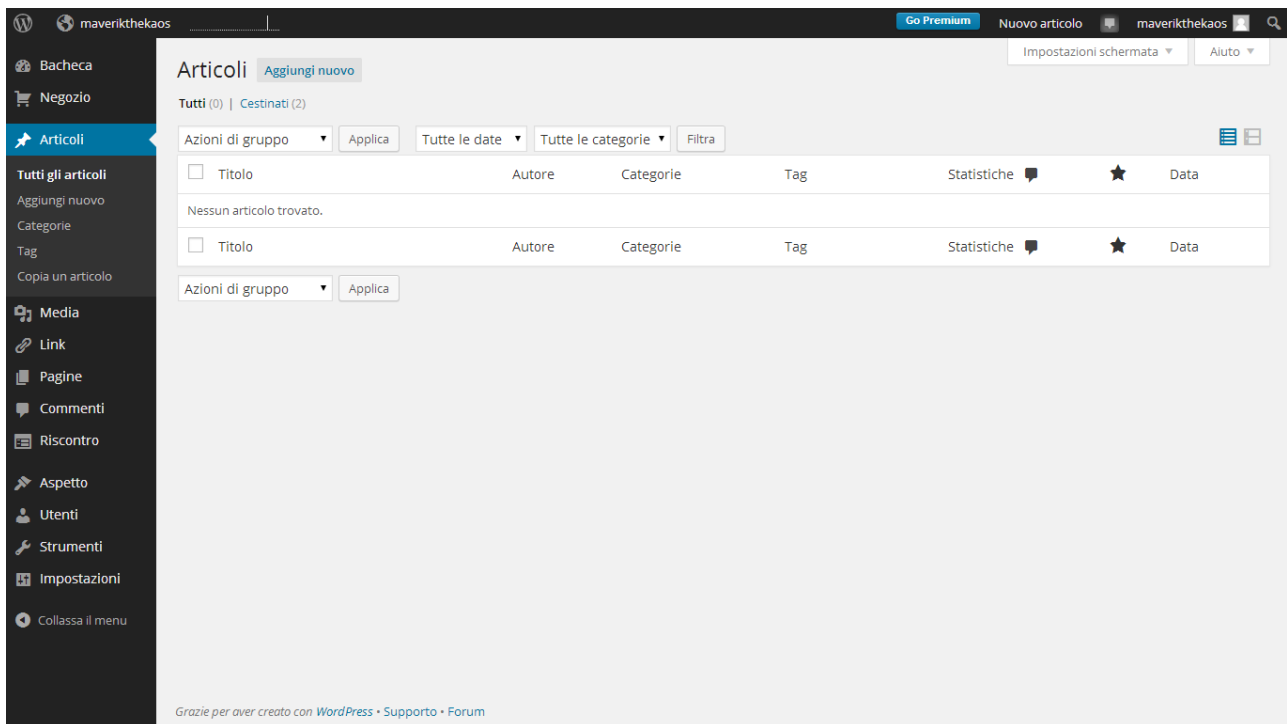 maverikthekaos Go Premium Nuovo articolo maverikthekaos
Impostazioni schermata Aiuto
Bacheca
Negozio
Articoli
Tutti gli articoli
Aggiungi nuovo
Categorie
Tag
Copia un articolo
Media
Link
Pagine
Commenti
Riscontro
Aspetto
Utenti
Strumenti
Impostazioni
Collassa il menu
Articoli Aggiungi nuovo
Tutti (0) | Cestinati (2)
Azioni di gruppo Applica Tutte le date Tutte le categorie Filtra
Titolo Autore Categorie Tag Statistiche Data
Nessun articolo trovato.
Titolo Autore Categorie Tag Statistiche Data
Azioni di gruppo Applica
Grazie per aver creato con WordPress • Supporto • Forum